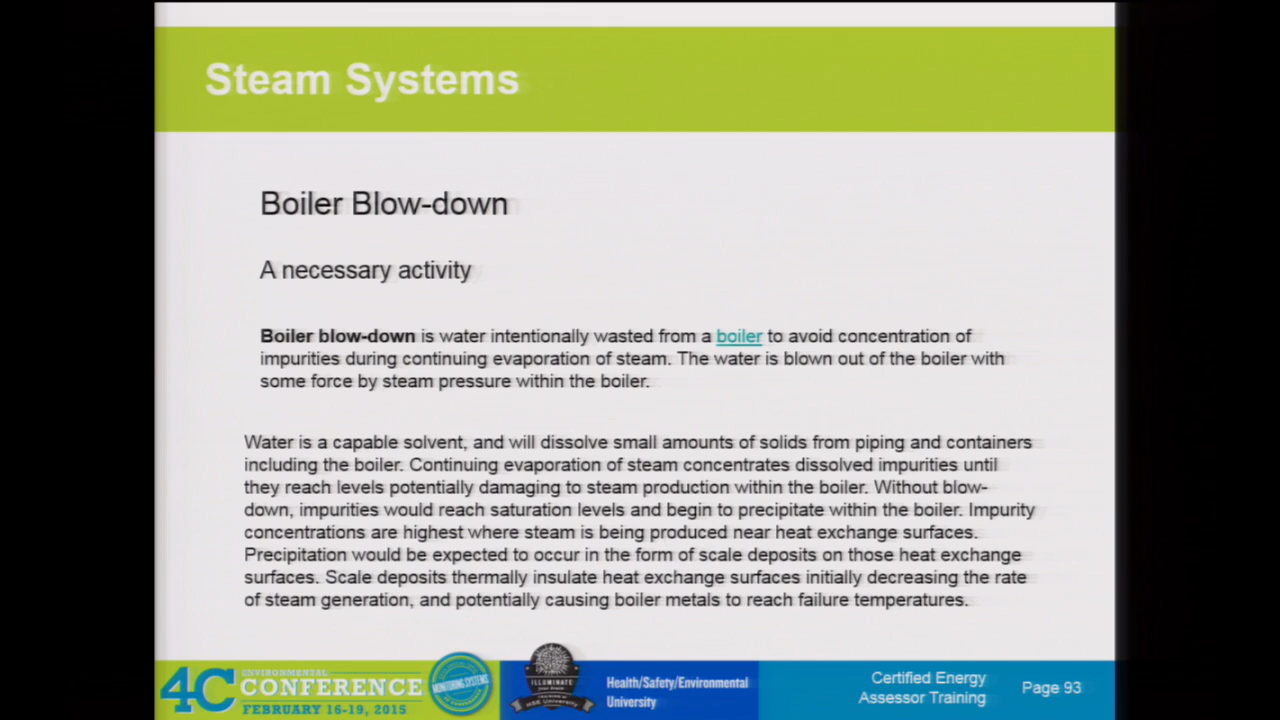 Steam Systems
Boiler Blow-down
A necessary activity
Boiler blow-down is water intentionally wasted from a boiler to avoid concentration of
impurities during continuing evaporation of steam. The water is blown out of the boiler with
some force by steam pressure within the boiler.
Water is a capable solvent, and will dissolve small amounts of solids from piping and containers
including the boiler. Continuing evaporation of steam concentrates dissolved impurities until
they reach levels potentially damaging to steam production within the boiler. Without blow-
down, impurities would reach saturation levels and begin to precipitate within the boiler. Impurity
concentrations are highest where steam is being produced near heat exchange surfaces.
Precipitation would be expected to occur in the form of scale deposits on those heat exchange
surfaces. Scale deposits thermally insulate heat exchange surfaces initially decreasing the rate
of steam generation, and potentially causing boiler metals to reach failure temperatures.
4C ENVIRONMENTAL
CONFERENCE
FEBRUARY 16-19, 2015
MONITORING SYSTEMS
ILLUMINATE
HSE University
Health/Safety/Environmental
University
Certified Energy
Assessor Training
Page 93